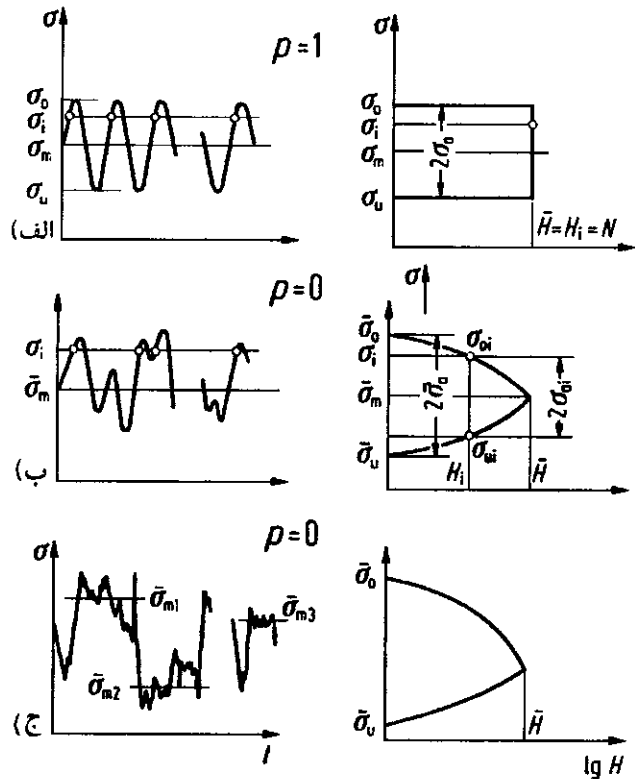 σ
p = 1
σo
σi
σm
σu
الف)
σo
σi
σm
σu
2σa
H̄ = Hi = N
p = 0
σi
σ̄m
ب)
σ
σ̄o
σi
σ̄m
σ̄u
2σ̄a
σoi
2σai
σui
Hi
H̄
p = 0
σ
σ̄m1
σ̄m2
σ̄m3
ج)
t
σ̄o
σ̄u
H̄
lg H